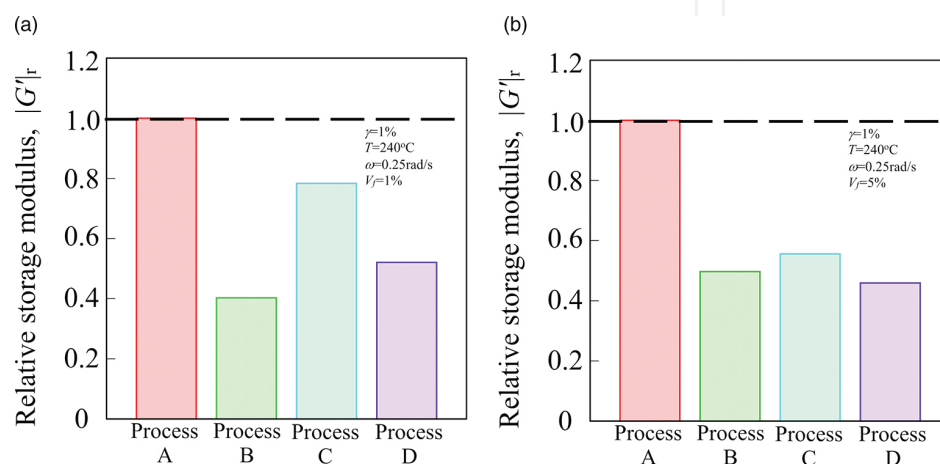 (a)
Relative storage modulus, |G'|r
1.2
1.0
0.8
0.6
0.4
0.2
0
γ=1%
T=240°C
ω=0.25rad/s
Vf=1%
Process A
Process B
Process C
Process D
(b)
Relative storage modulus, |G'|r
1.2
1.0
0.8
0.6
0.4
0.2
0
γ=1%
T=240°C
ω=0.25rad/s
Vf=5%
Process A
Process B
Process C
Process D